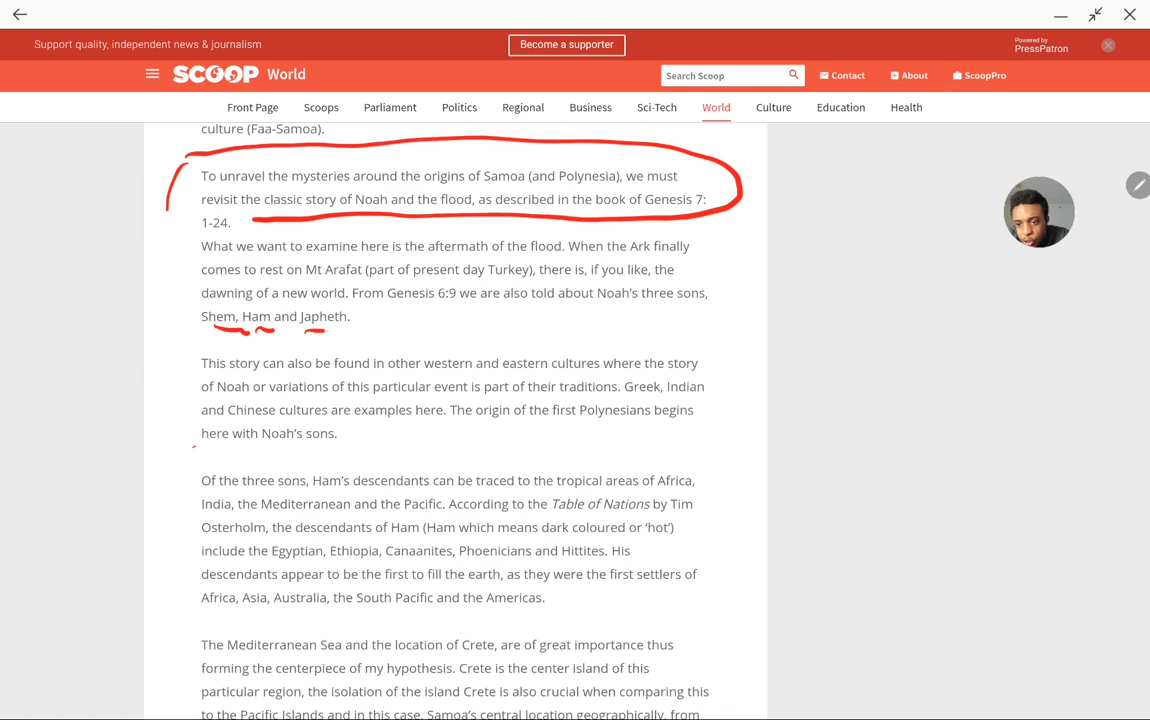 Support quality, independent news & journalism
Become a supporter
Powered by
PressPatron
SCOOP World
Search Scoop
Contact
About
ScoopPro
Front Page
Scoops
Parliament
Politics
Regional
Business
Sci-Tech
World
Culture
Education
Health
culture (Faa-Samoa).
To unravel the mysteries around the origins of Samoa (and Polynesia), we must
revisit the classic story of Noah and the flood, as described in the book of Genesis 7:
1-24.
What we want to examine here is the aftermath of the flood. When the Ark finally
comes to rest on Mt Arafat (part of present day Turkey), there is, if you like, the
dawning of a new world. From Genesis 6:9 we are also told about Noah's three sons,
Shem, Ham and Japheth.
This story can also be found in other western and eastern cultures where the story
of Noah or variations of this particular event is part of their traditions. Greek, Indian
and Chinese cultures are examples here. The origin of the first Polynesians begins
here with Noah's sons.
Of the three sons, Ham's descendants can be traced to the tropical areas of Africa,
India, the Mediterranean and the Pacific. According to the Table of Nations by Tim
Osterholm, the descendants of Ham (Ham which means dark coloured or 'hot')
include the Egyptian, Ethiopia, Canaanites, Phoenicians and Hittites. His
descendants appear to be the first to fill the earth, as they were the first settlers of
Africa, Asia, Australia, the South Pacific and the Americas.
The Mediterranean Sea and the location of Crete, are of great importance thus
forming the centerpiece of my hypothesis. Crete is the center island of this
particular region, the isolation of the island Crete is also crucial when comparing this
to the Pacific Islands and in this case, Samoa's central location geographically, from